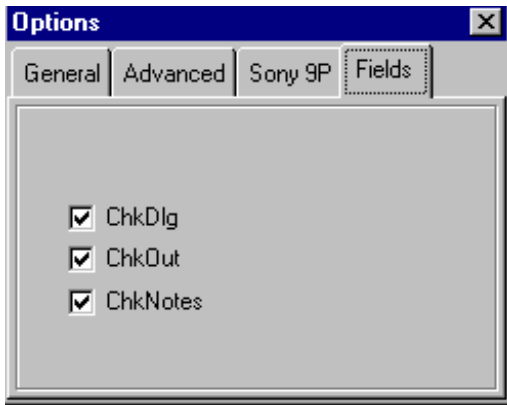 Options
General Advanced Sony 9P Fields
ChkDlg
ChkOut
ChkNotes